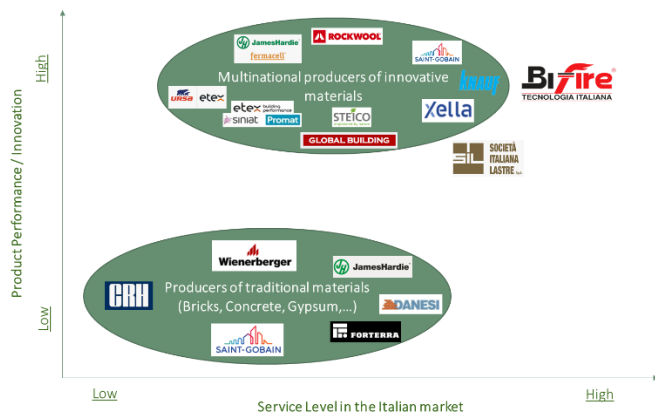 Product Performance / Innovation
High
Low
JamesHardie
fermacell
ROCKWOOL
SAINT-GOBAIN
Multinational producers of innovative
materials
knauf
BiFire®
TECNOLOGIA ITALIANA
URSA
etex
etex building performance
siniat
Promat
STEICO
xella
GLOBAL BUILDING
SIL
SOCIETÀ
ITALIANA
LASTRE S.p.A.
Wienerberger
JamesHardie
CRH
Producers of traditional materials
(Bricks, Concrete, Gypsum,...)
DANESI
SAINT-GOBAIN
FORTERRA
Low
High
Service Level in the Italian market